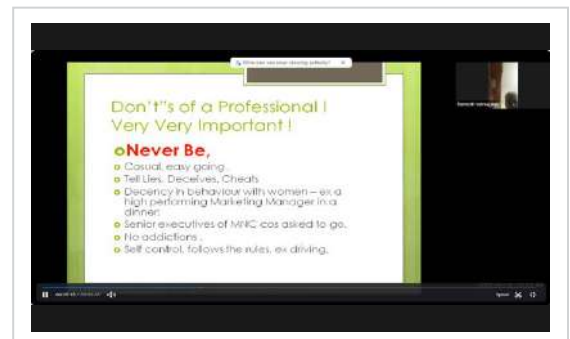 Don't"s of a Professional !
Very Very Important !
Never Be,
Casual, easy going .
Tell Lies, Deceives, Cheats
Decency in behaviour with women – ex a
high performing Marketing Manager in a
dinner.
Senior executives of MNC cos asked to go.
No addictions .
Self control, follows the rules, ex driving.